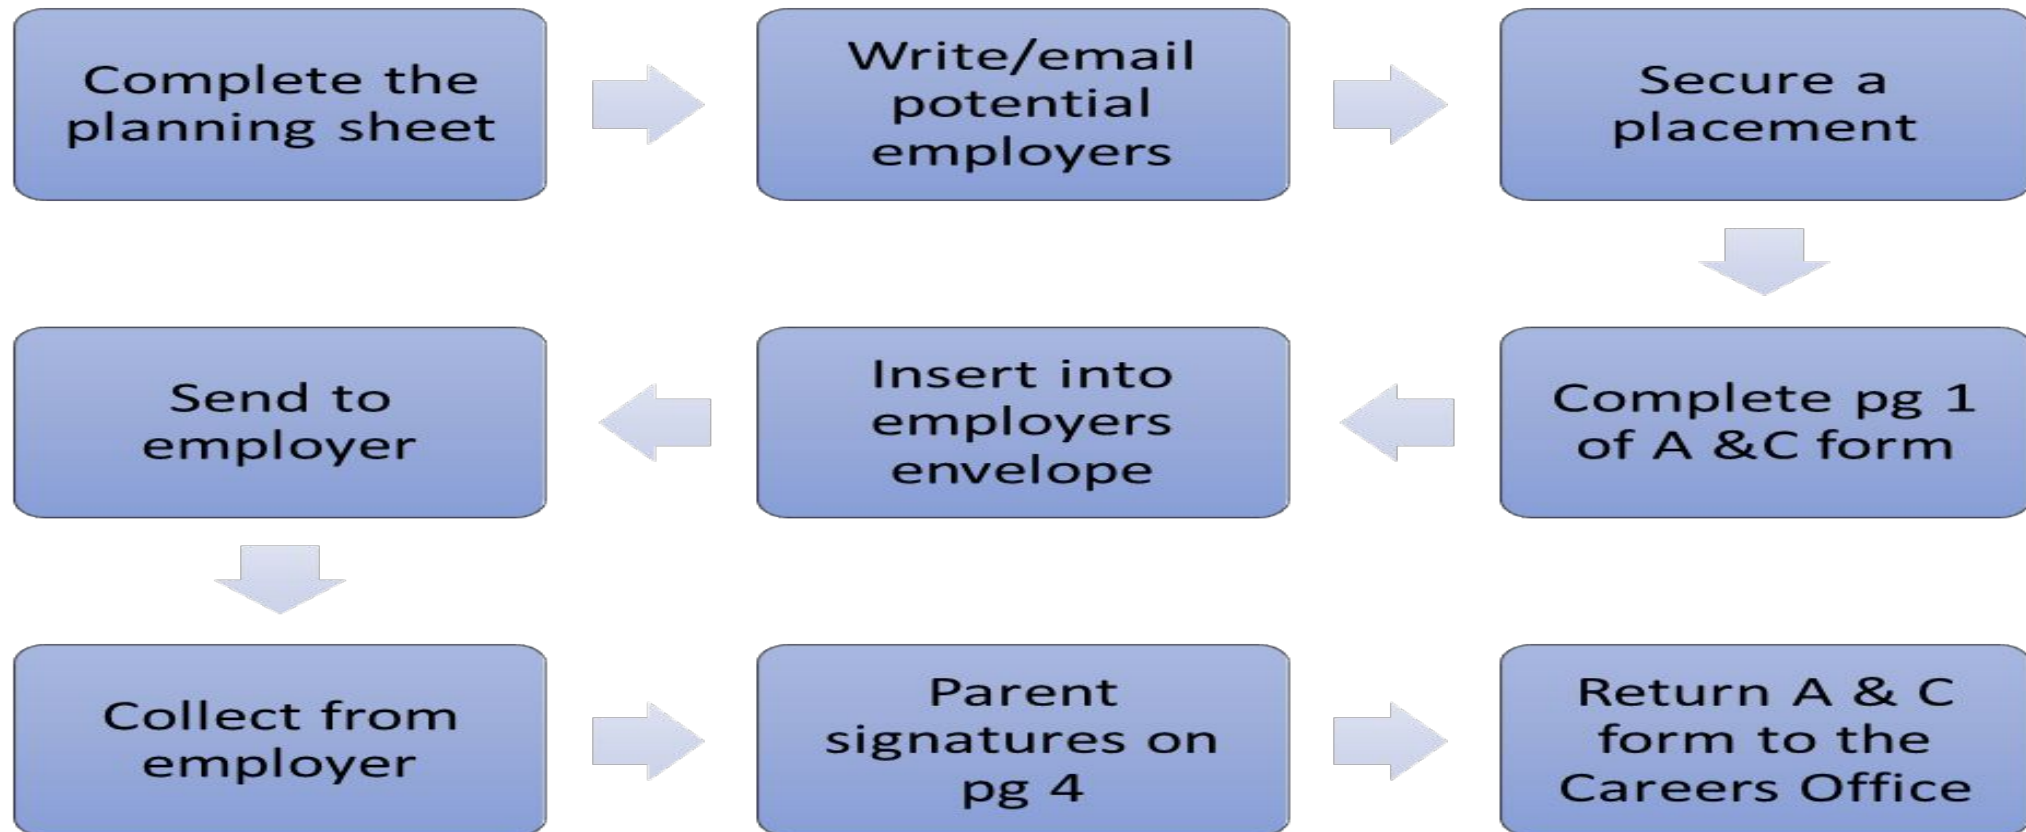 Complete the
planning sheet
Write/email
potential
employers
Secure a
placement
Complete pg 1
of A &C form
Insert into
employers
envelope
Send to
employer
Collect from
employer
Parent
signatures on
pg 4
Return A & C
form to the
Careers Office